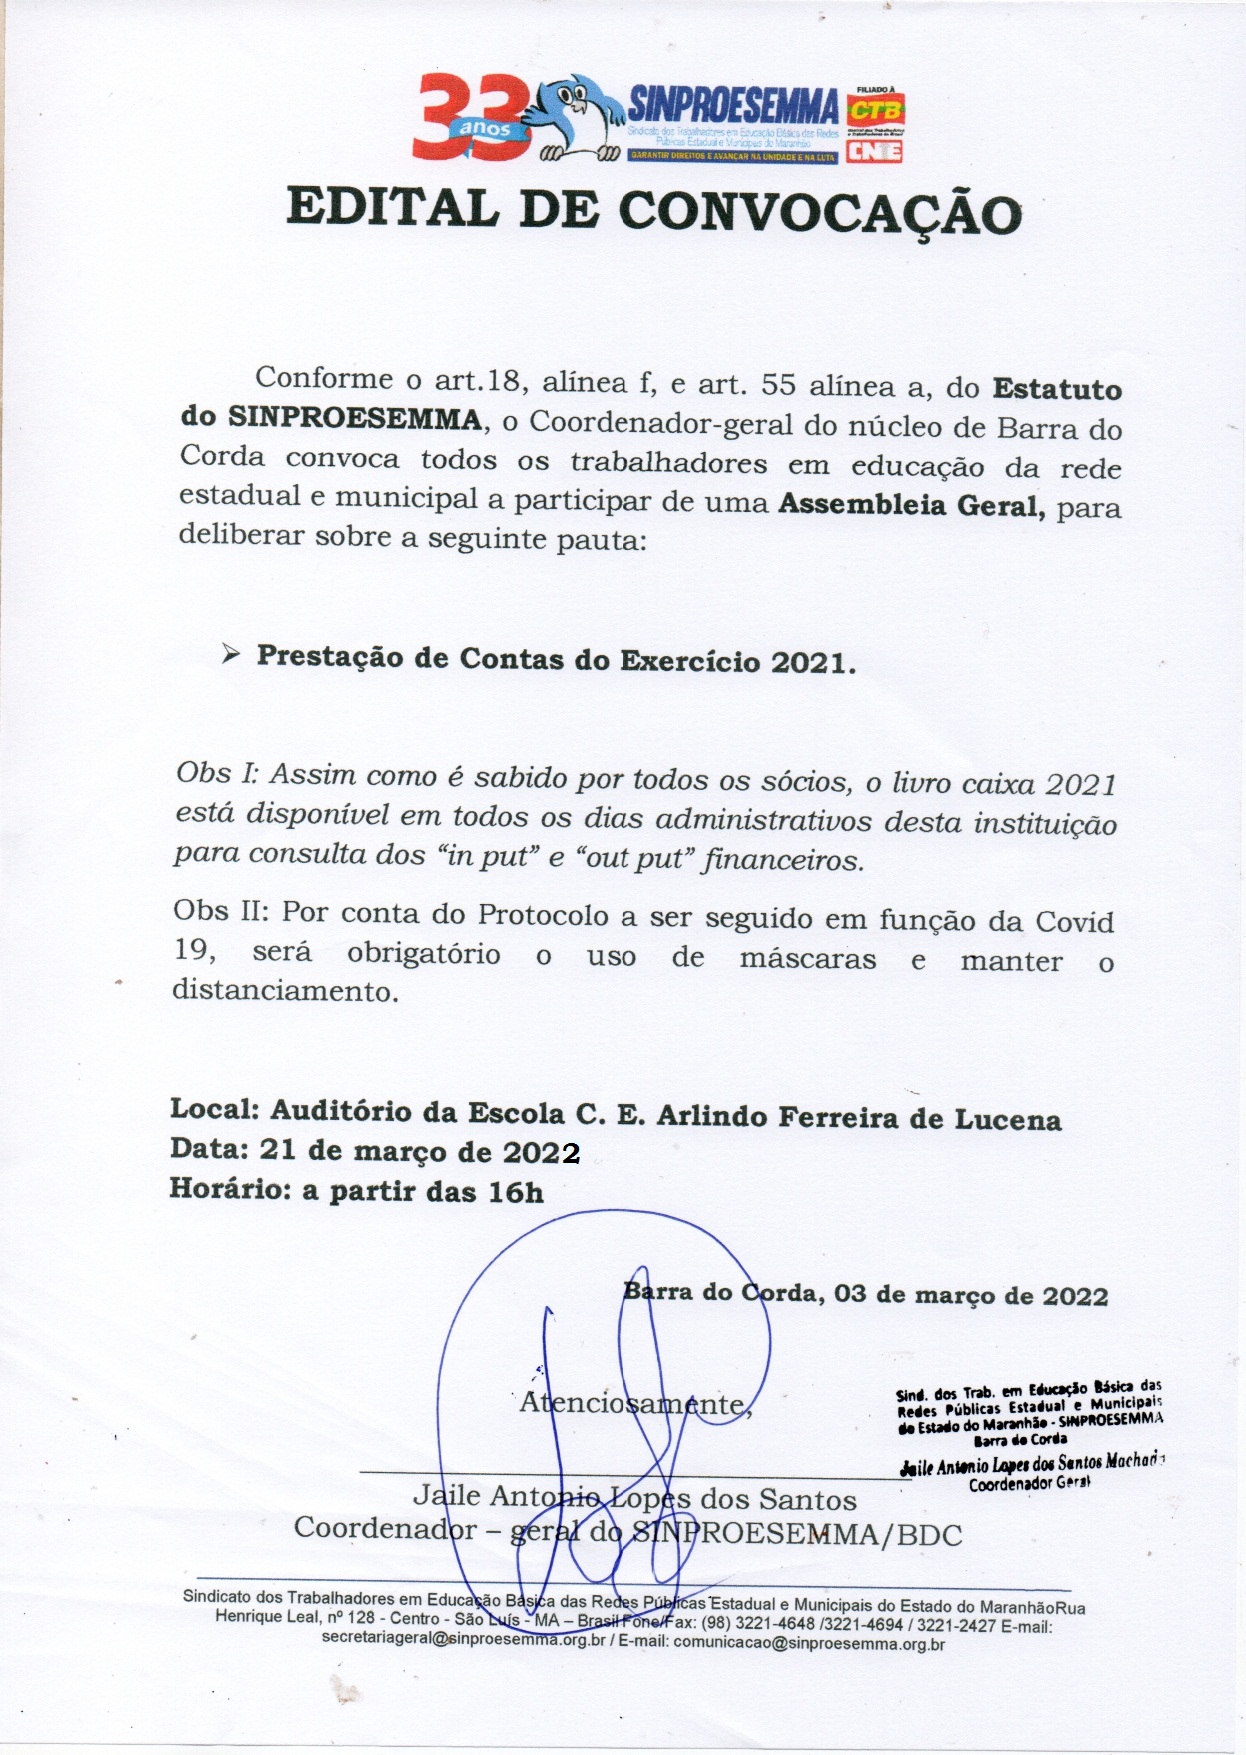 33 anos
SINPROESEMMA
Sindicato dos Trabalhadores em Educação Básica das Redes
Públicas Estadual e Municipais do Maranhão
GARANTIR DIREITOS E AVANÇAR NA UNIDADE E NA LUTA
FILIADO À
CTB
CNTE
EDITAL DE CONVOCAÇÃO
Conforme o art.18, alínea f, e art. 55 alínea a, do Estatuto
do SINPROESEMMA, o Coordenador-geral do núcleo de Barra do
Corda convoca todos os trabalhadores em educação da rede
estadual e municipal a participar de uma Assembleia Geral, para
deliberar sobre a seguinte pauta:
➢ Prestação de Contas do Exercício 2021.
Obs I: Assim como é sabido por todos os sócios, o livro caixa 2021
está disponível em todos os dias administrativos desta instituição
para consulta dos “in put” e “out put” financeiros.
Obs II: Por conta do Protocolo a ser seguido em função da Covid
19, será obrigatório o uso de máscaras e manter o
distanciamento.
Local: Auditório da Escola C. E. Arlindo Ferreira de Lucena
Data: 21 de março de 2022
Horário: a partir das 16h
Barra do Corda, 03 de março de 2022
Atenciosamente,
Sind. dos Trab. em Educação Básica das
Redes Públicas Estadual e Municipais
do Estado do Maranhão - SINPROESEMMA
Barra do Corda
Jaile Antonio Lopes dos Santos Machado
Coordenador Geral
Jaile Antonio Lopes dos Santos
Coordenador – geral do SINPROESEMMA/BDC
Sindicato dos Trabalhadores em Educação Básica das Redes Públicas Estadual e Municipais do Estado do MaranhãoRua
Henrique Leal, nº 128 - Centro - São Luís - MA – Brasil Fone/Fax: (98) 3221-4648 /3221-4694 / 3221-2427 E-mail:
secretariageral@sinproesemma.org.br / E-mail: comunicacao@sinproesemma.org.br